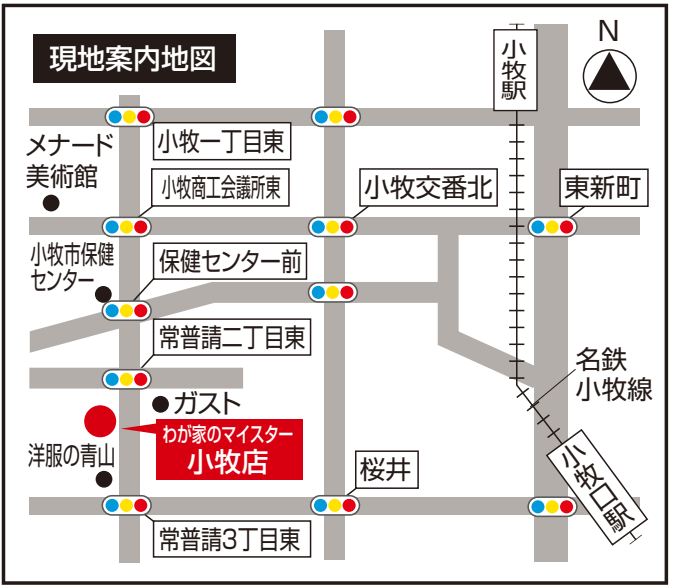 現地案内地図
小牧駅
N
小牧一丁目東
メナード
美術館
小牧商工会議所東
小牧交番北
東新町
小牧市保健
センター
保健センター前
常普請二丁目東
名鉄
小牧線
ガスト
わが家のマイスター
小牧店
洋服の青山
桜井
小牧口駅
常普請3丁目東